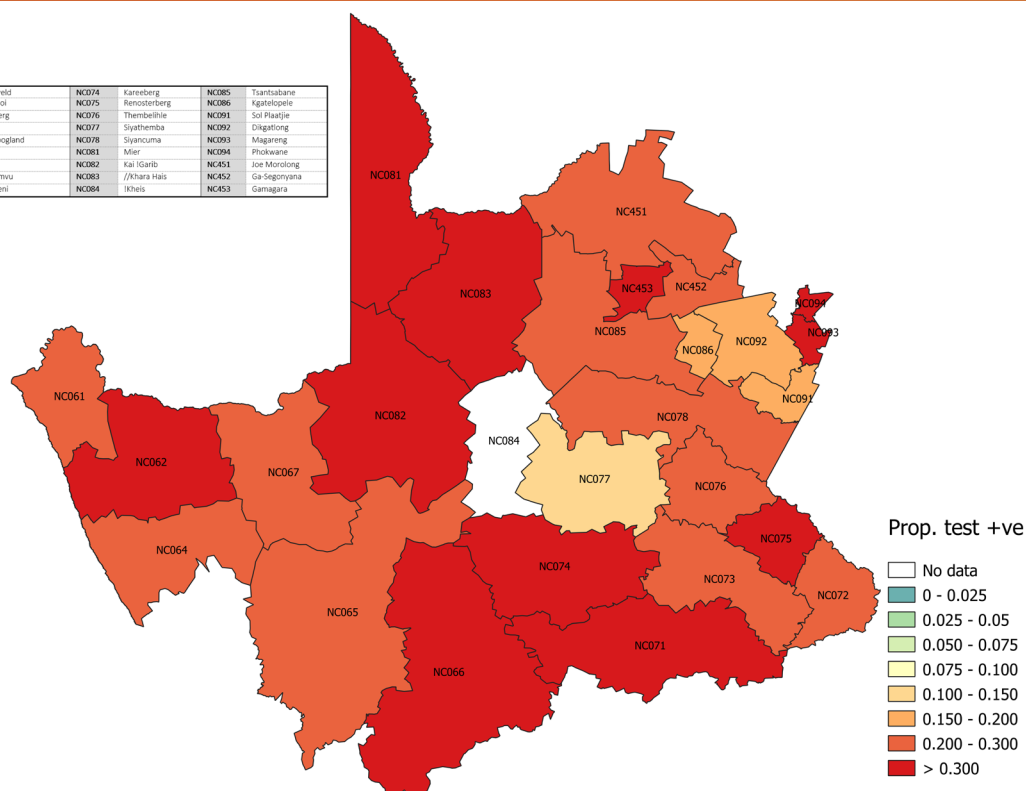 veld NC074 Kareeberg NC085 Tsantsabane
oi NC075 Renosterberg NC086 Kgatelopele
erg NC076 Thembelihle NC091 Sol Plaatjie
NC077 Siyathemba NC092 Dikgatlong
oogland NC078 Siyancuma NC093 Magareng
NC081 Mier NC094 Phokwane
NC082 Kai !Garib NC451 Joe Morolong
mvu NC083 //Khara Hais NC452 Ga-Segonyana
eni NC084 !Kheis NC453 Gamagara
NC081
NC451
NC453
NC452
NC083
NC094
NC085
NC093
NC086
NC092
NC061
NC091
NC082
NC078
NC084
NC062
NC067
NC077
NC076
NC075
NC064
NC074
NC073
NC072
NC065
NC071
NC066
Prop. test +ve
No data
0 - 0.025
0.025 - 0.05
0.050 - 0.075
0.075 - 0.100
0.100 - 0.150
0.150 - 0.200
0.200 - 0.300
> 0.300